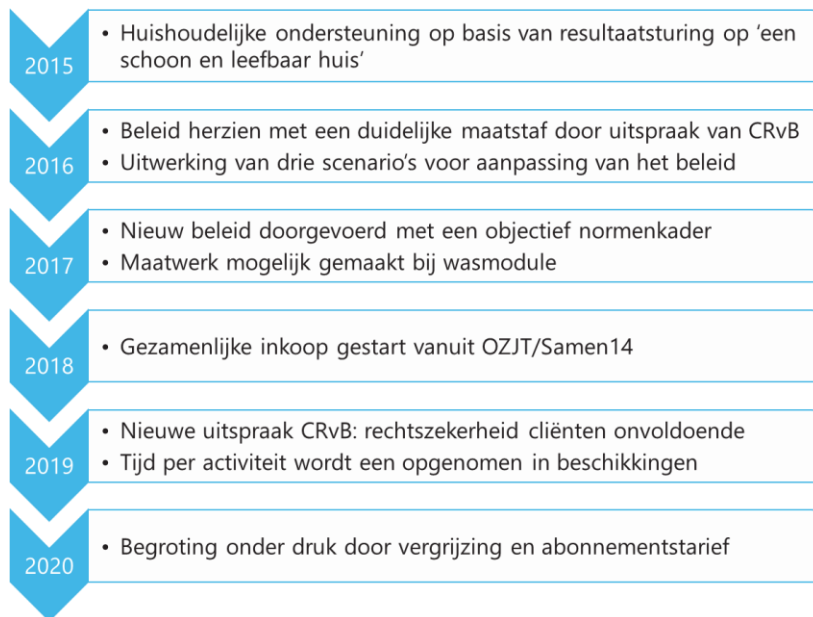 2015
• Huishoudelijke ondersteuning op basis van resultaatsturing op ‘een
schoon en leefbaar huis’
2016
• Beleid herzien met een duidelijke maatstaf door uitspraak van CRvB
• Uitwerking van drie scenario’s voor aanpassing van het beleid
2017
• Nieuw beleid doorgevoerd met een objectief normenkader
• Maatwerk mogelijk gemaakt bij wasmodule
2018
• Gezamenlijke inkoop gestart vanuit OZJT/Samen14
2019
• Nieuwe uitspraak CRvB: rechtszekerheid cliënten onvoldoende
• Tijd per activiteit wordt een opgenomen in beschikkingen
2020
• Begroting onder druk door vergrijzing en abonnementstarief